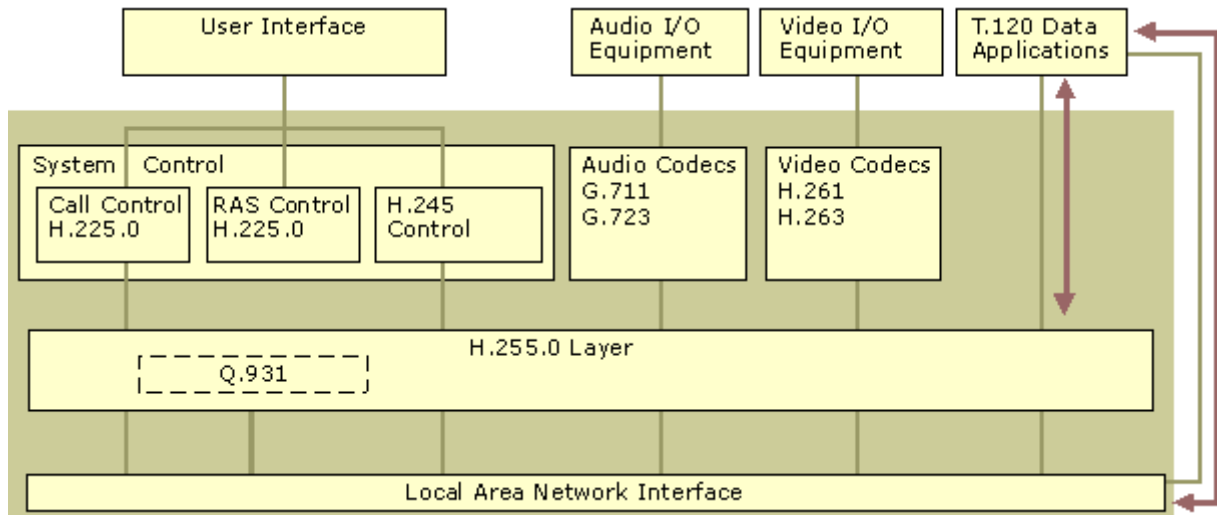 User Interface
Audio I/O
Equipment
Video I/O
Equipment
T.120 Data
Applications
System Control
Call Control
H.225.0
RAS Control
H.225.0
H.245
Control
Audio Codecs
G.711
G.723
Video Codecs
H.261
H.263
H.255.0 Layer
Q.931
Local Area Network Interface